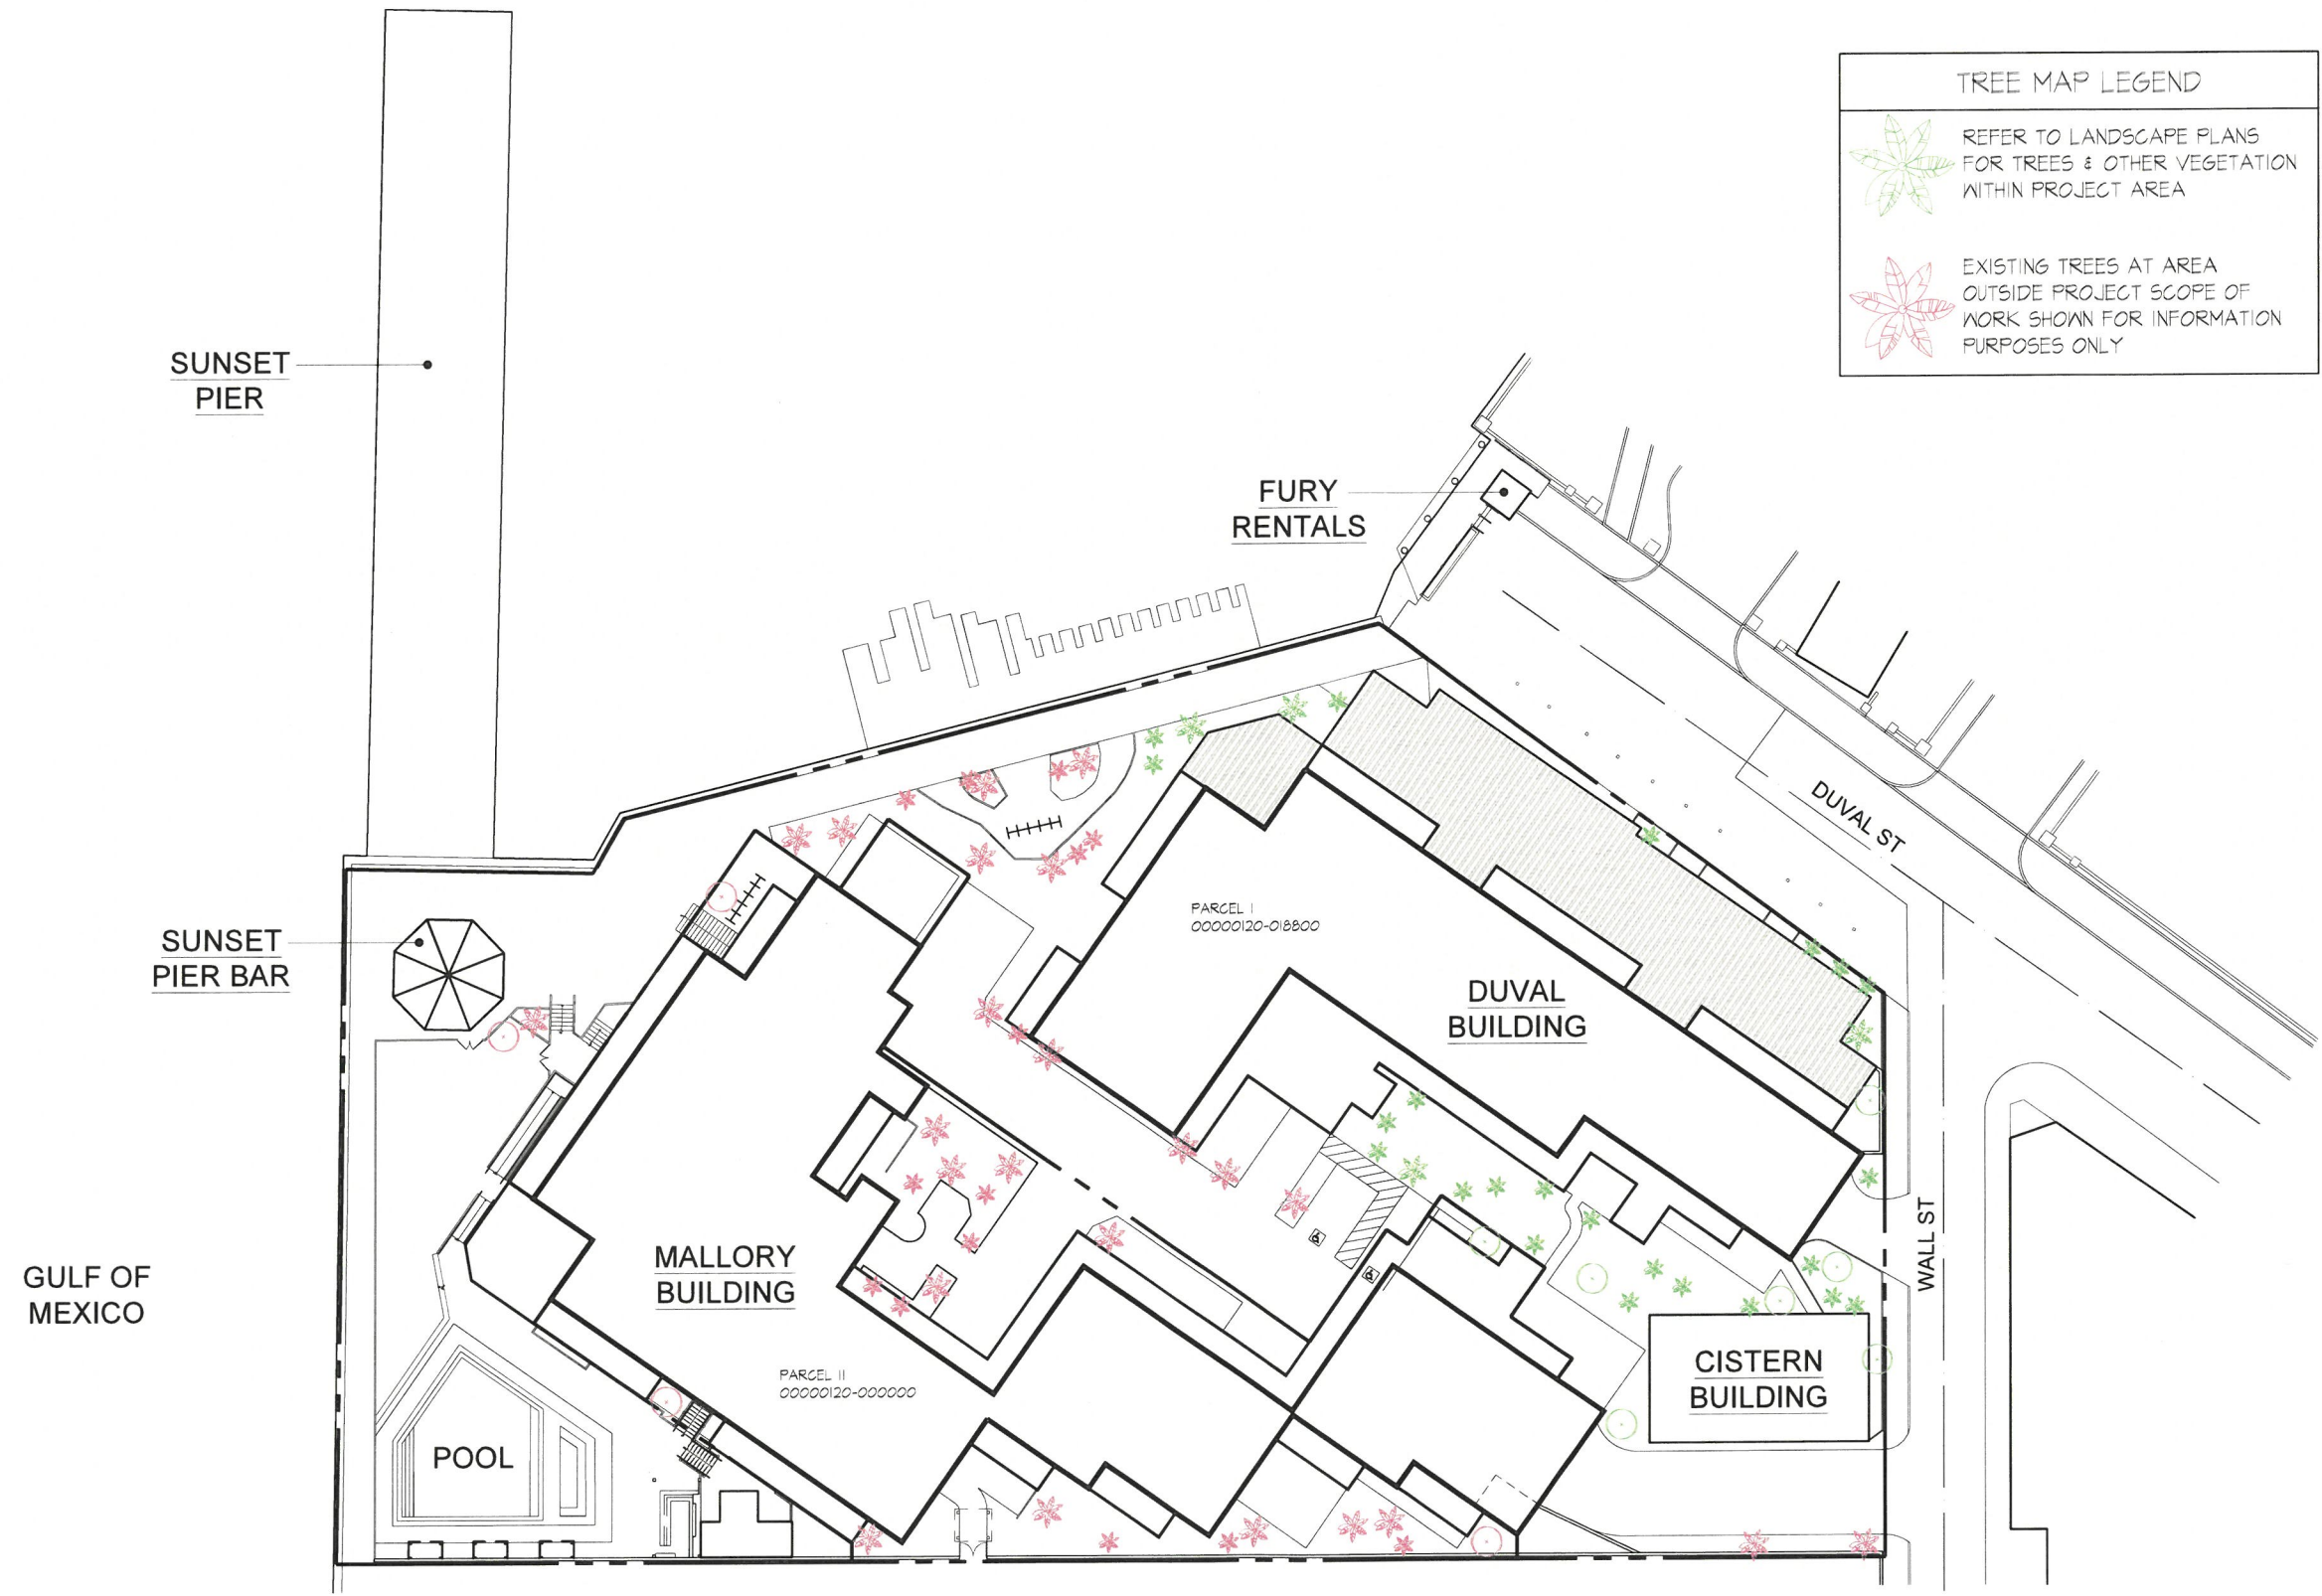 TREE MAP LEGEND
REFER TO LANDSCAPE PLANS
FOR TREES & OTHER VEGETATION
WITHIN PROJECT AREA
EXISTING TREES AT AREA
OUTSIDE PROJECT SCOPE OF
WORK SHOWN FOR INFORMATION
PURPOSES ONLY
SUNSET
PIER
FURY
RENTALS
DUVAL ST
SUNSET
PIER BAR
PARCEL I
00000120-018800
DUVAL
BUILDING
WALL ST
MALLORY
BUILDING
GULF OF
MEXICO
PARCEL II
00000120-000000
CISTERN
BUILDING
POOL